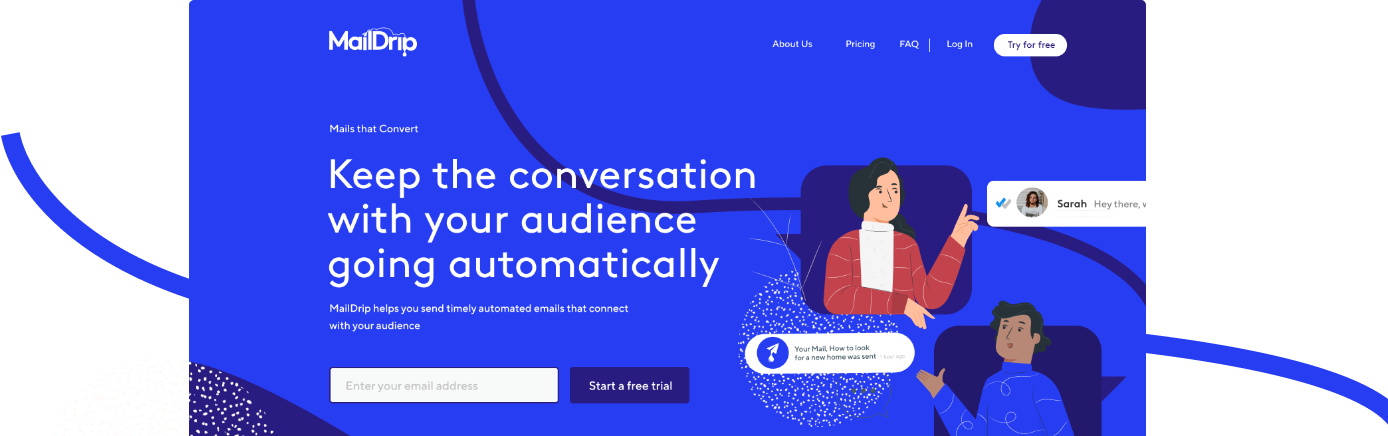 MailDrip
About Us Pricing FAQ Log In Try for free
Mails that Convert
Keep the conversation
with your audience
going automatically
MailDrip helps you send timely automated emails that connect
with your audience
Enter your email address
Start a free trial
Sarah Hey there, w
Your Mail, How to look
for a new home was sent 1 hour ago